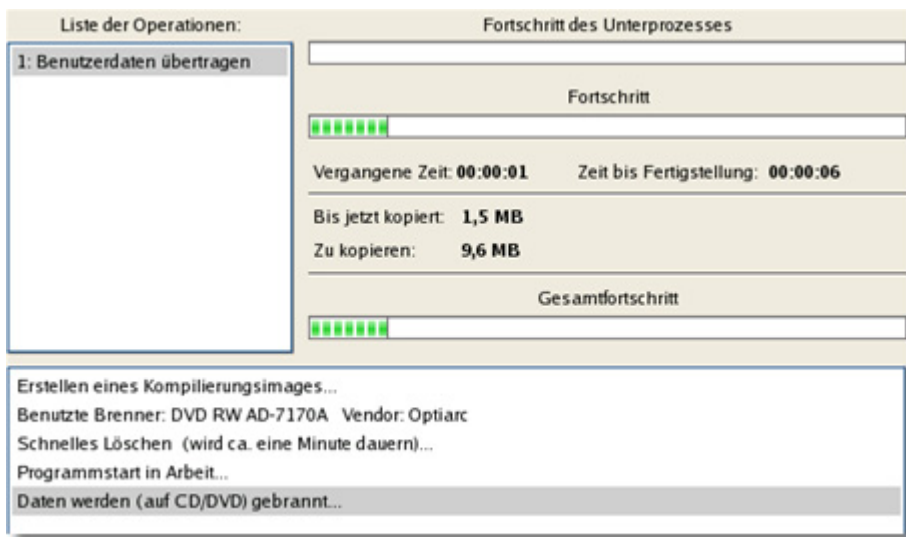 Liste der Operationen:
1: Benutzerdaten übertragen
Fortschritt des Unterprozesses
Fortschritt
Vergangene Zeit: 00:00:01 Zeit bis Fertigstellung: 00:00:06
Bis jetzt kopiert: 1,5 MB
Zu kopieren: 9,6 MB
Gesamtfortschritt
Erstellen eines Kompilierungsimages...
Benutzte Brenner: DVD RW AD-7170A Vendor: Optiarc
Schnelles Löschen (wird ca. eine Minute dauern)...
Programmstart in Arbeit...
Daten werden (auf CD/DVD) gebrannt...